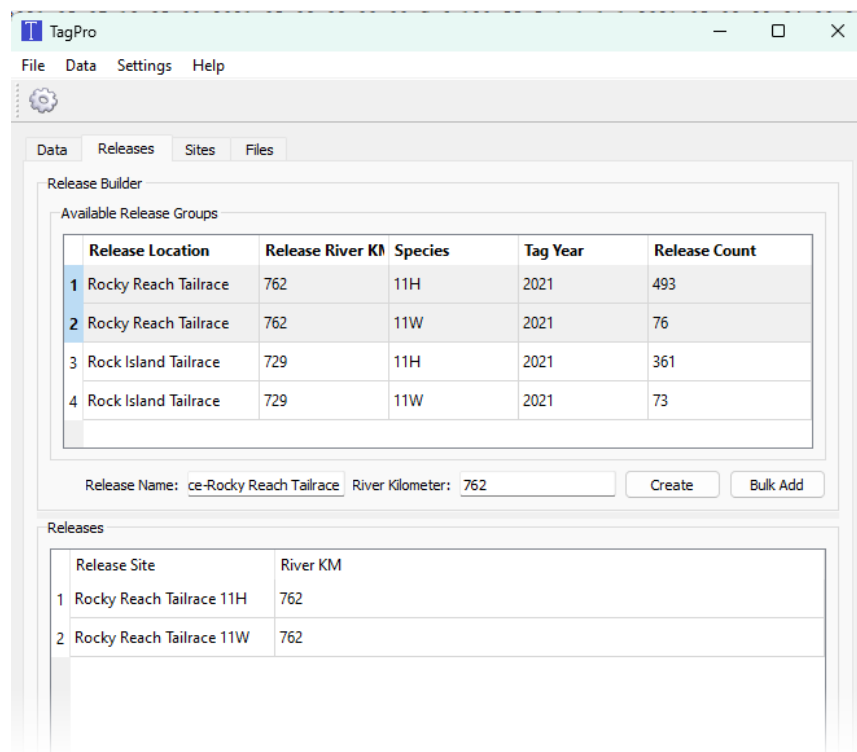 TagPro
File Data Settings Help
Data Releases Sites Files
Release Builder
Available Release Groups
Release Location Release River KM Species Tag Year Release Count
1 Rocky Reach Tailrace 762 11H 2021 493
2 Rocky Reach Tailrace 762 11W 2021 76
3 Rock Island Tailrace 729 11H 2021 361
4 Rock Island Tailrace 729 11W 2021 73
Release Name: ce-Rocky Reach Tailrace River Kilometer: 762 Create Bulk Add
Releases
Release Site River KM
1 Rocky Reach Tailrace 11H 762
2 Rocky Reach Tailrace 11W 762